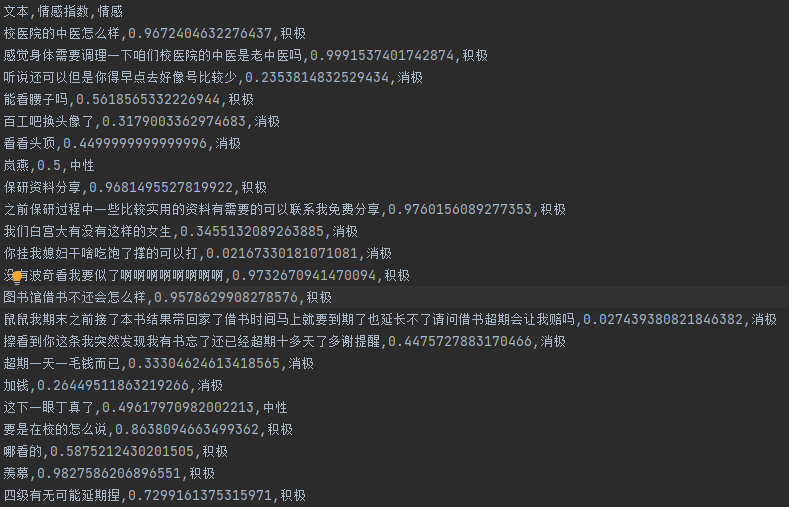 文本,情感指数,情感
校医院的中医怎么样,0.9672404632276437,积极
感觉身体需要调理一下咱们校医院的中医是老中医吗,0.9991537401742874,积极
听说还可以但是你得早点去好像号比较少,0.2353814832529434,消极
能看腰子吗,0.5618565332226944,积极
百工吧换头像了,0.3179003362974683,消极
看看头顶,0.4499999999999996,消极
岚燕,0.5,中性
保研资料分享,0.9681495527819922,积极
之前保研过程中一些比较实用的资料有需要的可以联系我免费分享,0.9760156089277353,积极
我们白宫大有没有这样的女生,0.3455132089263885,消极
你挂我媳妇干啥吃饱了撑的可以打,0.02167330181071081,消极
没有波奇看我要似了啊啊啊啊啊啊啊啊,0.9732670941470094,积极
图书馆借书不还会怎么样,0.9578629908278576,积极
鼠鼠我期末之前接了本书结果带回家了借书时间马上就要到期了也延长不了请问借书超期会让我赔吗,0.027439380821846382,消极
擦看到你这条我突然发现我有书忘了还已经超期十多天了多谢提醒,0.4475727883170466,消极
超期一天一毛钱而已,0.33304624613418565,消极
加钱,0.26449511863219266,消极
这下一眼丁真了,0.49617970982002213,中性
要是在校的怎么说,0.8638094663499362,积极
哪看的,0.5875212430201505,积极
羡慕,0.9827586206896551,积极
四级有无可能延期捏,0.7299161375315971,积极